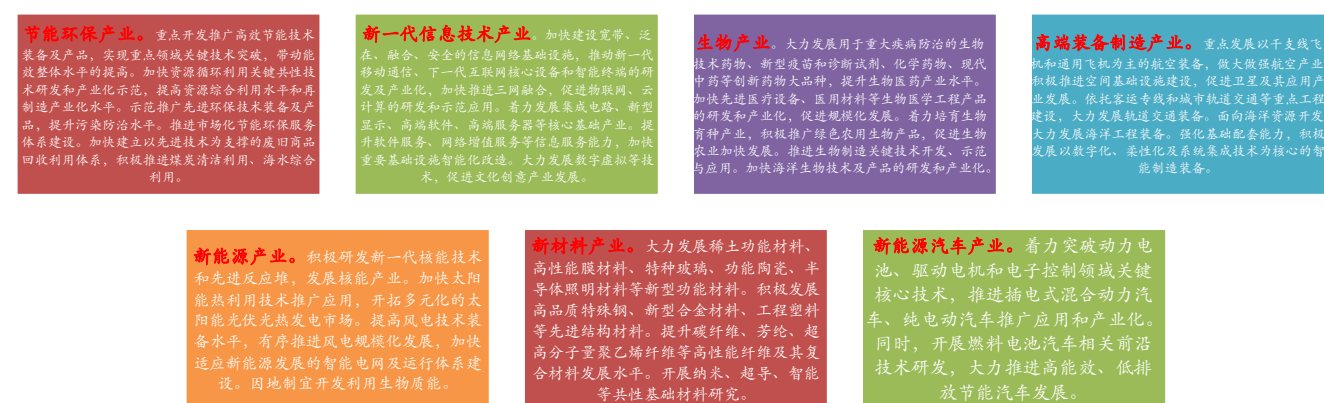 节能环保产业。重点开发推广高效节能技术
装备及产品，实现重点领域关键技术突破，带动能
效整体水平的提高。加快资源循环利用关键共性技
术研发和产业化示范，提高资源综合利用水平和再
制造产业化水平。示范推广先进环保技术装备及产
品，提升污染防治水平。推进市场化节能环保服务
体系建设。加快建立以先进技术为支撑的废旧商品
回收利用体系，积极推进煤炭清洁利用、海水综合
利用。
新一代信息技术产业。加快建设宽带、泛
在、融合、安全的信息网络基础设施，推动新一代
移动通信、下一代互联网核心设备和智能终端的研
发及产业化，加快推进三网融合，促进物联网、云
计算的研发和示范应用。着力发展集成电路、新型
显示、高端软件、高端服务器等核心基础产业。提
升软件服务、网络增值服务等信息服务能力，加快
重要基础设施智能化改造。大力发展数字虚拟等技
术，促进文化创意产业发展。
生物产业。大力发展用于重大疾病防治的生物
技术药物、新型疫苗和诊断试剂、化学药物、现代
中药等创新药物大品种，提升生物医药产业水平。
加快先进医疗设备、医用材料等生物医学工程产品
的研发和产业化，促进规模化发展。着力培育生物
育种产业，积极推广绿色农用生物产品，促进生物
农业加快发展。推进生物制造关键技术开发、示范
与应用。加快海洋生物技术及产品的研发和产业化。
高端装备制造产业。重点发展以干支线飞
机和通用飞机为主的航空装备，做大做强航空产业
积极推进空间基础设施建设，促进卫星及其应用产
业发展。依托客运专线和城市轨道交通等重点工程
建设，大力发展轨道交通装备。面向海洋资源开发
大力发展海洋工程装备。强化基础配套能力，积极
发展以数字化、柔性化及系统集成技术为核心的智
能制造装备。
新能源产业。积极研发新一代核能技术
和先进反应堆，发展核能产业。加快太阳
能热利用技术推广应用，开拓多元化的太
阳能光伏光热发电市场。提高风电技术装
备水平，有序推进风电规模化发展，加快
适应新能源发展的智能电网及运行体系建
设。因地制宜开发利用生物质能。
新材料产业。大力发展稀土功能材料、
高性能膜材料、特种玻璃、功能陶瓷、半
导体照明材料等新型功能材料。积极发展
高品质特殊钢、新型合金材料、工程塑料
等先进结构材料。提升碳纤维、芳纶、超
高分子量聚乙烯纤维等高性能纤维及其复
合材料发展水平。开展纳米、超导、智能
等共性基础材料研究。
新能源汽车产业。着力突破动力电
池、驱动电机和电子控制领域关键
核心技术，推进插电式混合动力汽
车、纯电动汽车推广应用和产业化。
同时，开展燃料电池汽车相关前沿
技术研发，大力推进高能效、低排
放节能汽车发展。